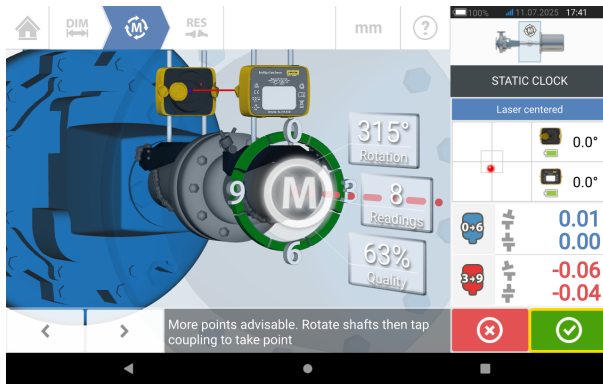 DIM
M
RES
mm
?
100%
11.07.2025 17:41
STATIC CLOCK
Laser centered
0.0°
0.0°
0
3
6
9
M
315°
Rotation
8
Readings
63%
Quality
0→6
0.01
0.00
3→9
-0.06
-0.04
More points advisable. Rotate shafts then tap
coupling to take point